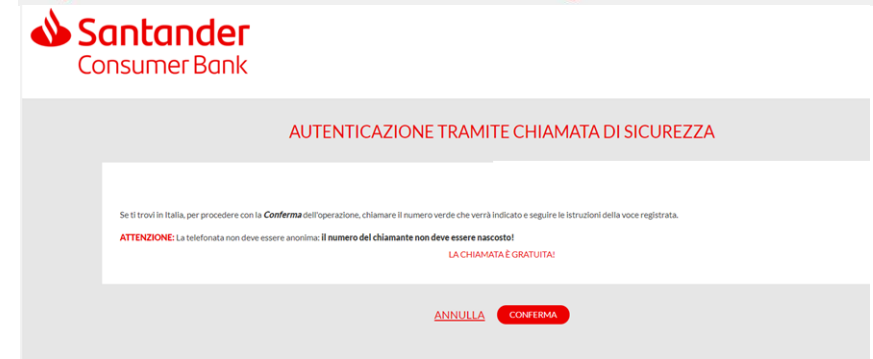 Santander
Consumer Bank
AUTENTICAZIONE TRAMITE CHIAMATA DI SICUREZZA
Se ti trovi in Italia, per procedere con la Conferma dell'operazione, chiamare il numero verde che verrà indicato e seguire le istruzioni della voce registrata.
ATTENZIONE: La telefonata non deve essere anonima: il numero del chiamante non deve essere nascosto!
LA CHIAMATA È GRATUITA!
ANNULLA CONFERMA